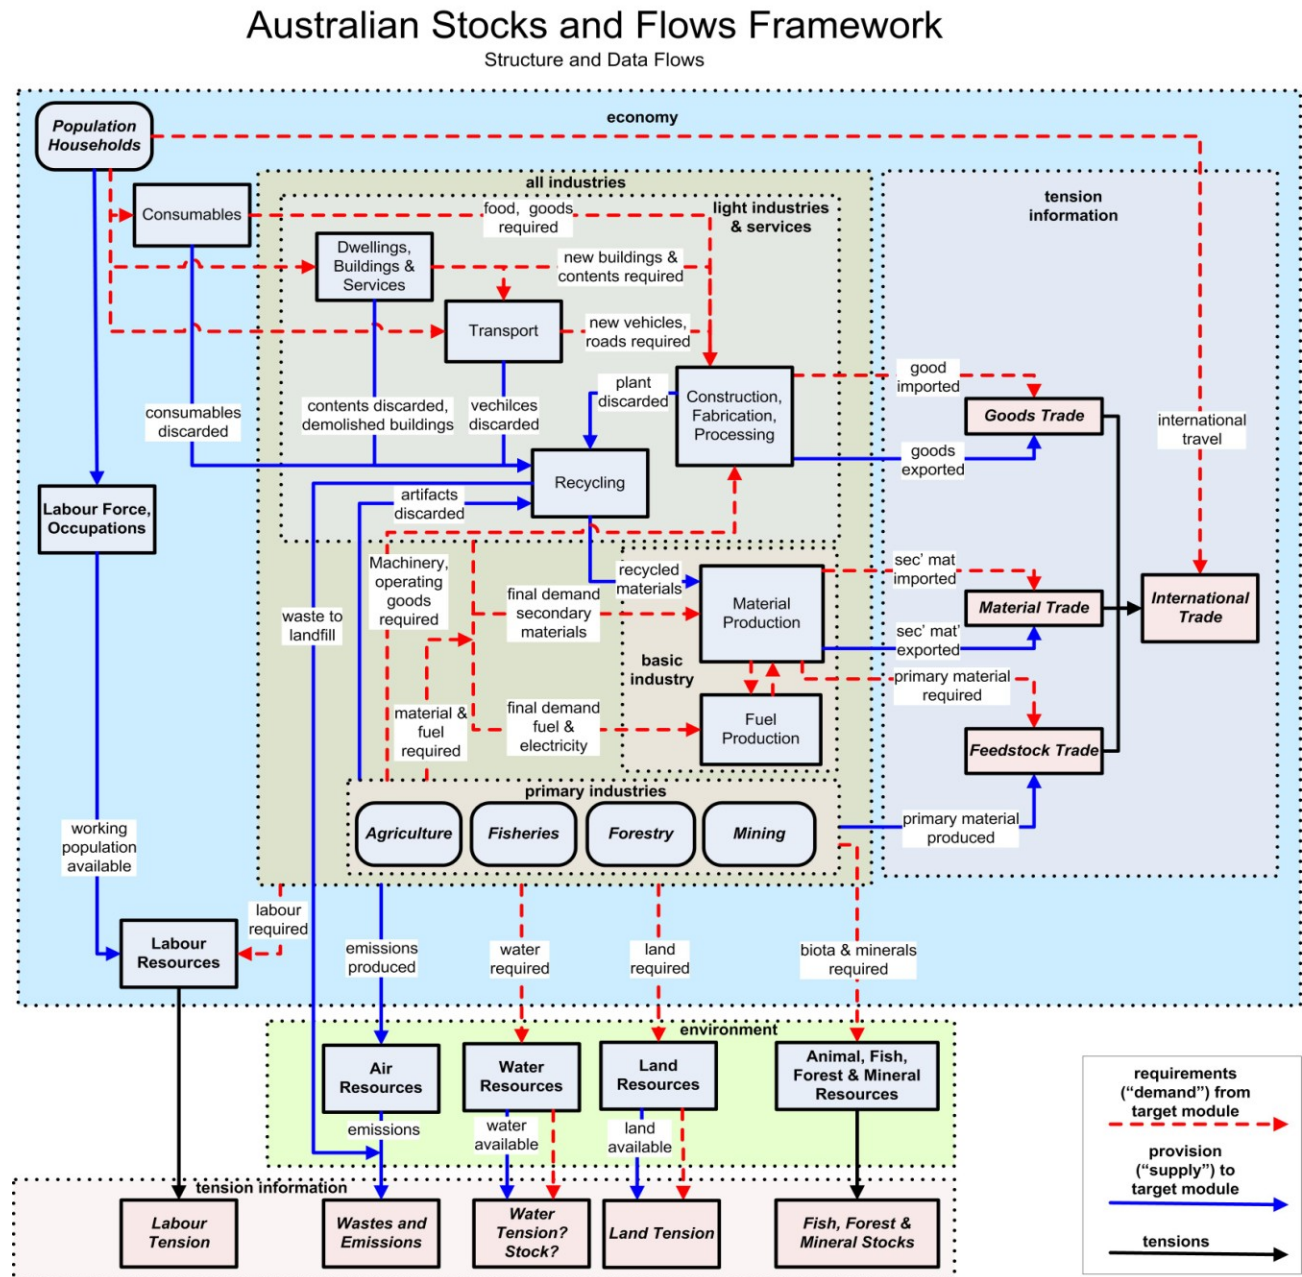 Australian Stocks and Flows Framework
Structure and Data Flows
economy
Population
Households
all industries
Consumables
food, goods
required
light industries
& services
tension
information
Dwellings,
Buildings &
Services
new buildings &
contents required
Transport
new vehicles,
roads required
consumables
discarded
contents discarded,
demolished buildings
vechilces
discarded
plant
discarded
Construction,
Fabrication,
Processing
good
imported
Goods Trade
goods
exported
international
travel
Labour Force,
Occupations
artifacts
discarded
Recycling
Machinery,
operating
goods
required
waste to
landfill
final demand
secondary
materials
recycled
materials
Material
Production
sec' mat
imported
Material Trade
sec' mat'
exported
International
Trade
basic
industry
primary material
required
material &
fuel
required
final demand
fuel &
electricity
Fuel
Production
Feedstock Trade
primary industries
Agriculture
Fisheries
Forestry
Mining
primary material
produced
working
population
available
labour
required
Labour
Resources
emissions
produced
water
required
land
required
biota & minerals
required
environment
Air
Resources
Water
Resources
Land
Resources
Animal, Fish,
Forest & Mineral
Resources
emissions
water
available
land
available
tension information
Labour
Tension
Wastes and
Emissions
Water
Tension?
Stock?
Land Tension
Fish, Forest &
Mineral Stocks
requirements
("demand") from
target module
provision
("supply") to
target module
tensions